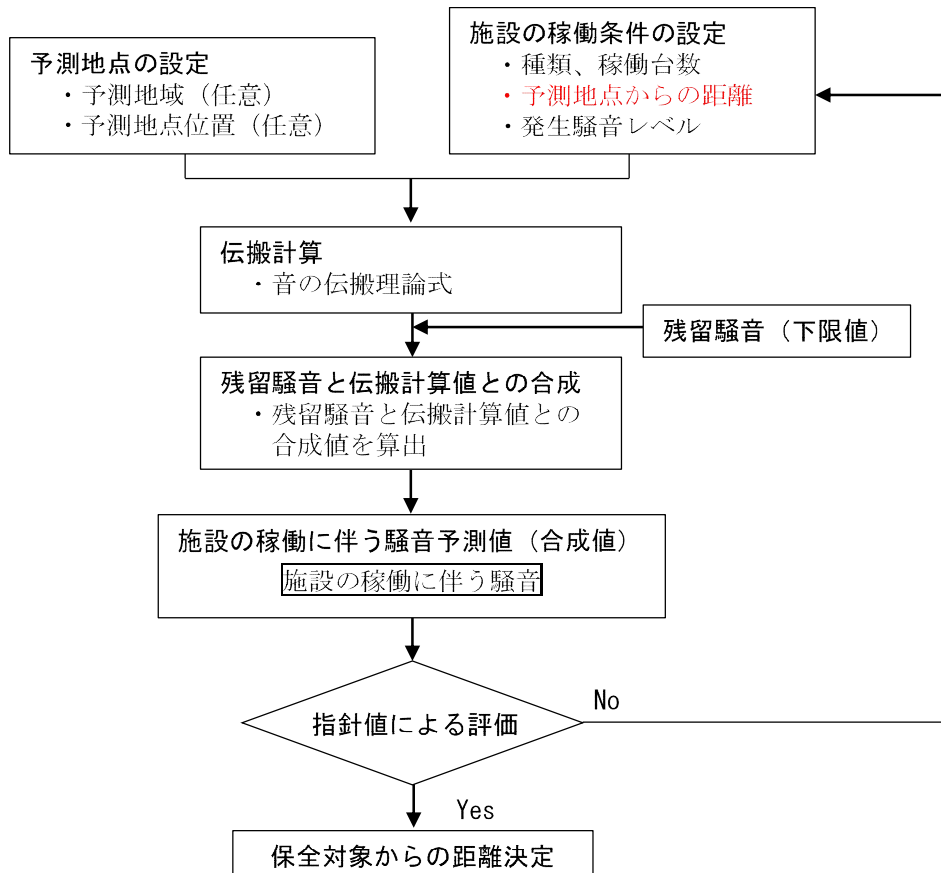 予測地点の設定
・予測地域（任意）
・予測地点位置（任意）
施設の稼働条件の設定
・種類、稼働台数
・予測地点からの距離
・発生騒音レベル
伝搬計算
・音の伝搬理論式
残留騒音（下限値）
残留騒音と伝搬計算値との合成
・残留騒音と伝搬計算値との
合成値を算出
施設の稼働に伴う騒音予測値（合成値）
施設の稼働に伴う騒音
指針値による評価
No
Yes
保全対象からの距離決定